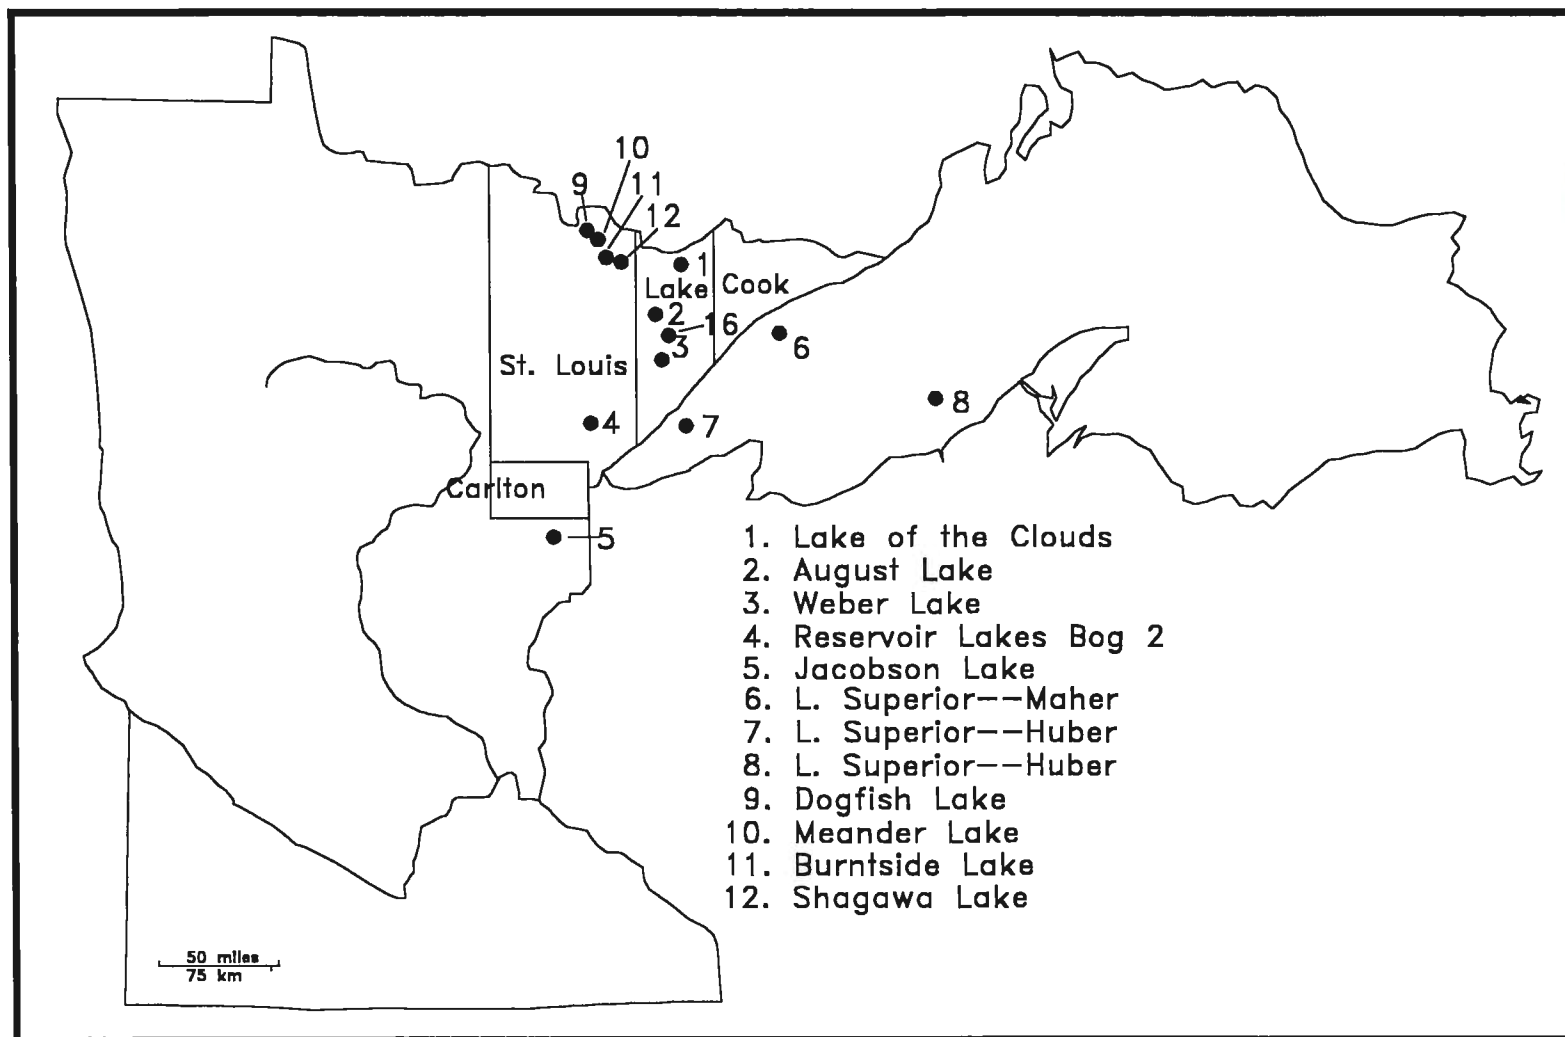 10
9
11
12
1
Lake
Cook
2
16
3
6
St. Louis
8
4
7
Carlton
5
1. Lake of the Clouds
2. August Lake
3. Weber Lake
4. Reservoir Lakes Bog 2
5. Jacobson Lake
6. L. Superior––Maher
7. L. Superior––Huber
8. L. Superior––Huber
9. Dogfish Lake
10. Meander Lake
11. Burntside Lake
12. Shagawa Lake
50 miles
75 km